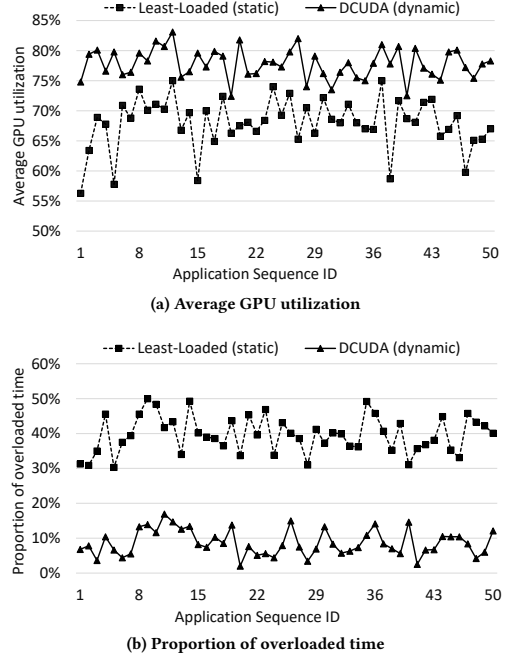 Least-Loaded (static) DCUDA (dynamic)
85%
80%
75%
70%
65%
60%
55%
50%
Average GPU utilization
1 8 15 22 29 36 43 50
Application Sequence ID
(a) Average GPU utilization
Least-Loaded (static) DCUDA (dynamic)
60%
50%
40%
30%
20%
10%
0%
Proportion of overloaded time
1 8 15 22 29 36 43 50
Application Sequence ID
(b) Proportion of overloaded time